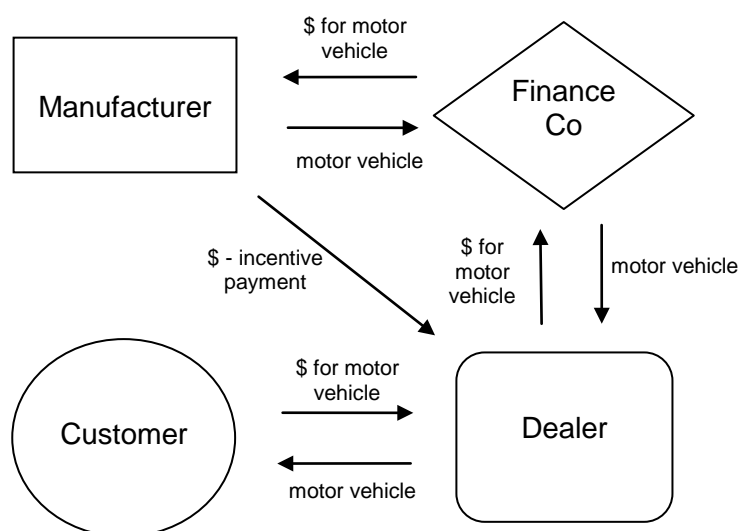 $ for motor
vehicle
Manufacturer
Finance
Co
motor vehicle
$ - incentive
payment
$ for
motor
vehicle
motor vehicle
$ for motor
vehicle
Customer
Dealer
motor vehicle